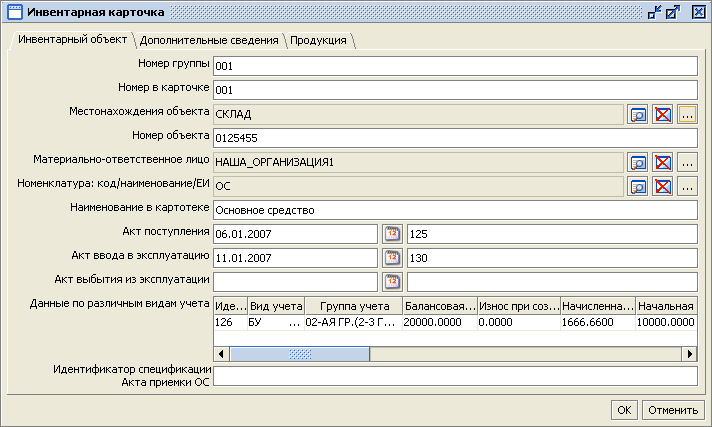 Инвентарная карточка
Инвентарный объект Дополнительные сведения Продукция
Номер группы 001
Номер в карточке 001
Местонахождения объекта СКЛАД ...
Номер объекта 0125455
Материально-ответственное лицо НАША_ОРГАНИЗАЦИЯ1 ...
Номенклатура: код/наименование/ЕИ ОС ...
Наименование в картотеке Основное средство
Акт поступления 06.01.2007 12 125
Акт ввода в эксплуатацию 11.01.2007 12 130
Акт выбытия из эксплуатации 12
Данные по различным видам учета Иде... Вид учета Группа учета Балансовая... Износ при соз... Начисленна... Начальная
126 БУ ... 02-АЯ ГР.(2-3 Г... 20000.0000 0.0000 1666.6600 10000.0000
Идентификатор спецификации
Акта приемки ОС
OK Отменить